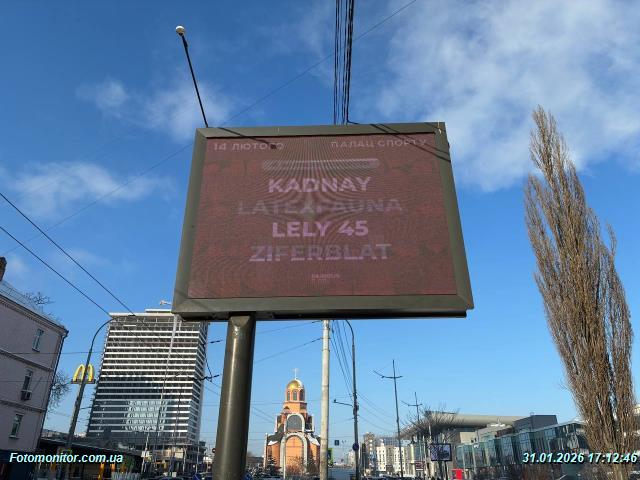 14 ЛЮТОГО ПАЛАЦ СПОРТУ
KADNAY
LATEXFAUNA
LELY 45
ZIFERBLAT
Fotomonitor.com.ua
31.01.2026 17:12:46